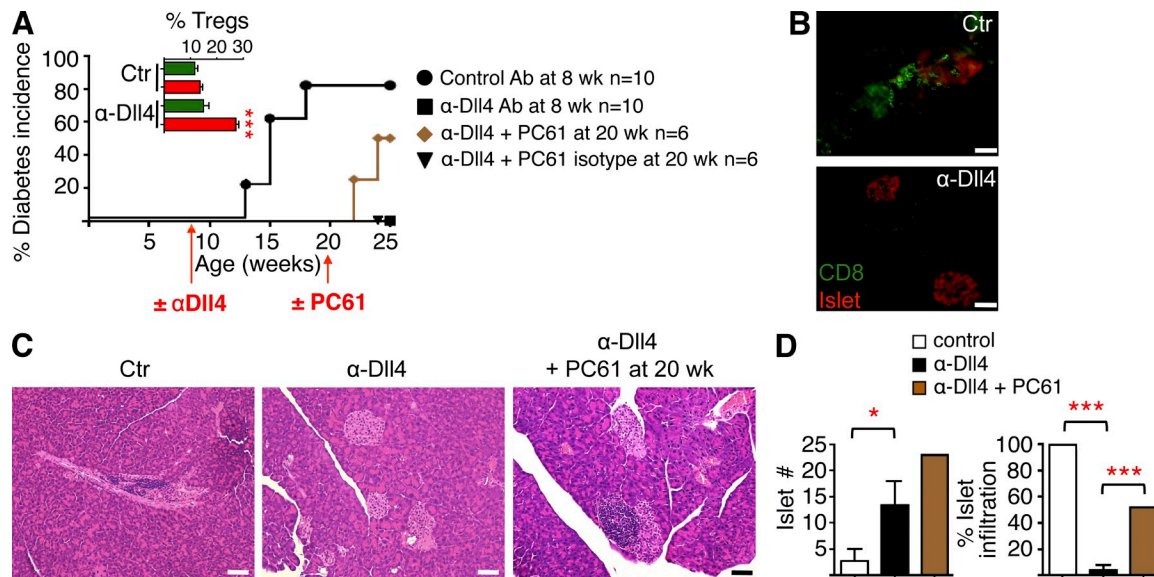 A
% Tregs
10 20 30
Ctr
α-Dll4
***
% Diabetes incidence
100
80
60
40
20
5 10 15 20 25
Age (weeks)
± αDll4
± PC61
Control Ab at 8 wk n=10
α-Dll4 Ab at 8 wk n=10
α-Dll4 + PC61 at 20 wk n=6
α-Dll4 + PC61 isotype at 20 wk n=6
B
Ctr
α-Dll4
CD8
Islet
C
Ctr
α-Dll4
α-Dll4
+ PC61 at 20 wk
D
control
α-Dll4
α-Dll4 + PC61
*
Islet #
25
20
15
10
5
***
***
% Islet
infiltration
100
80
60
40
20